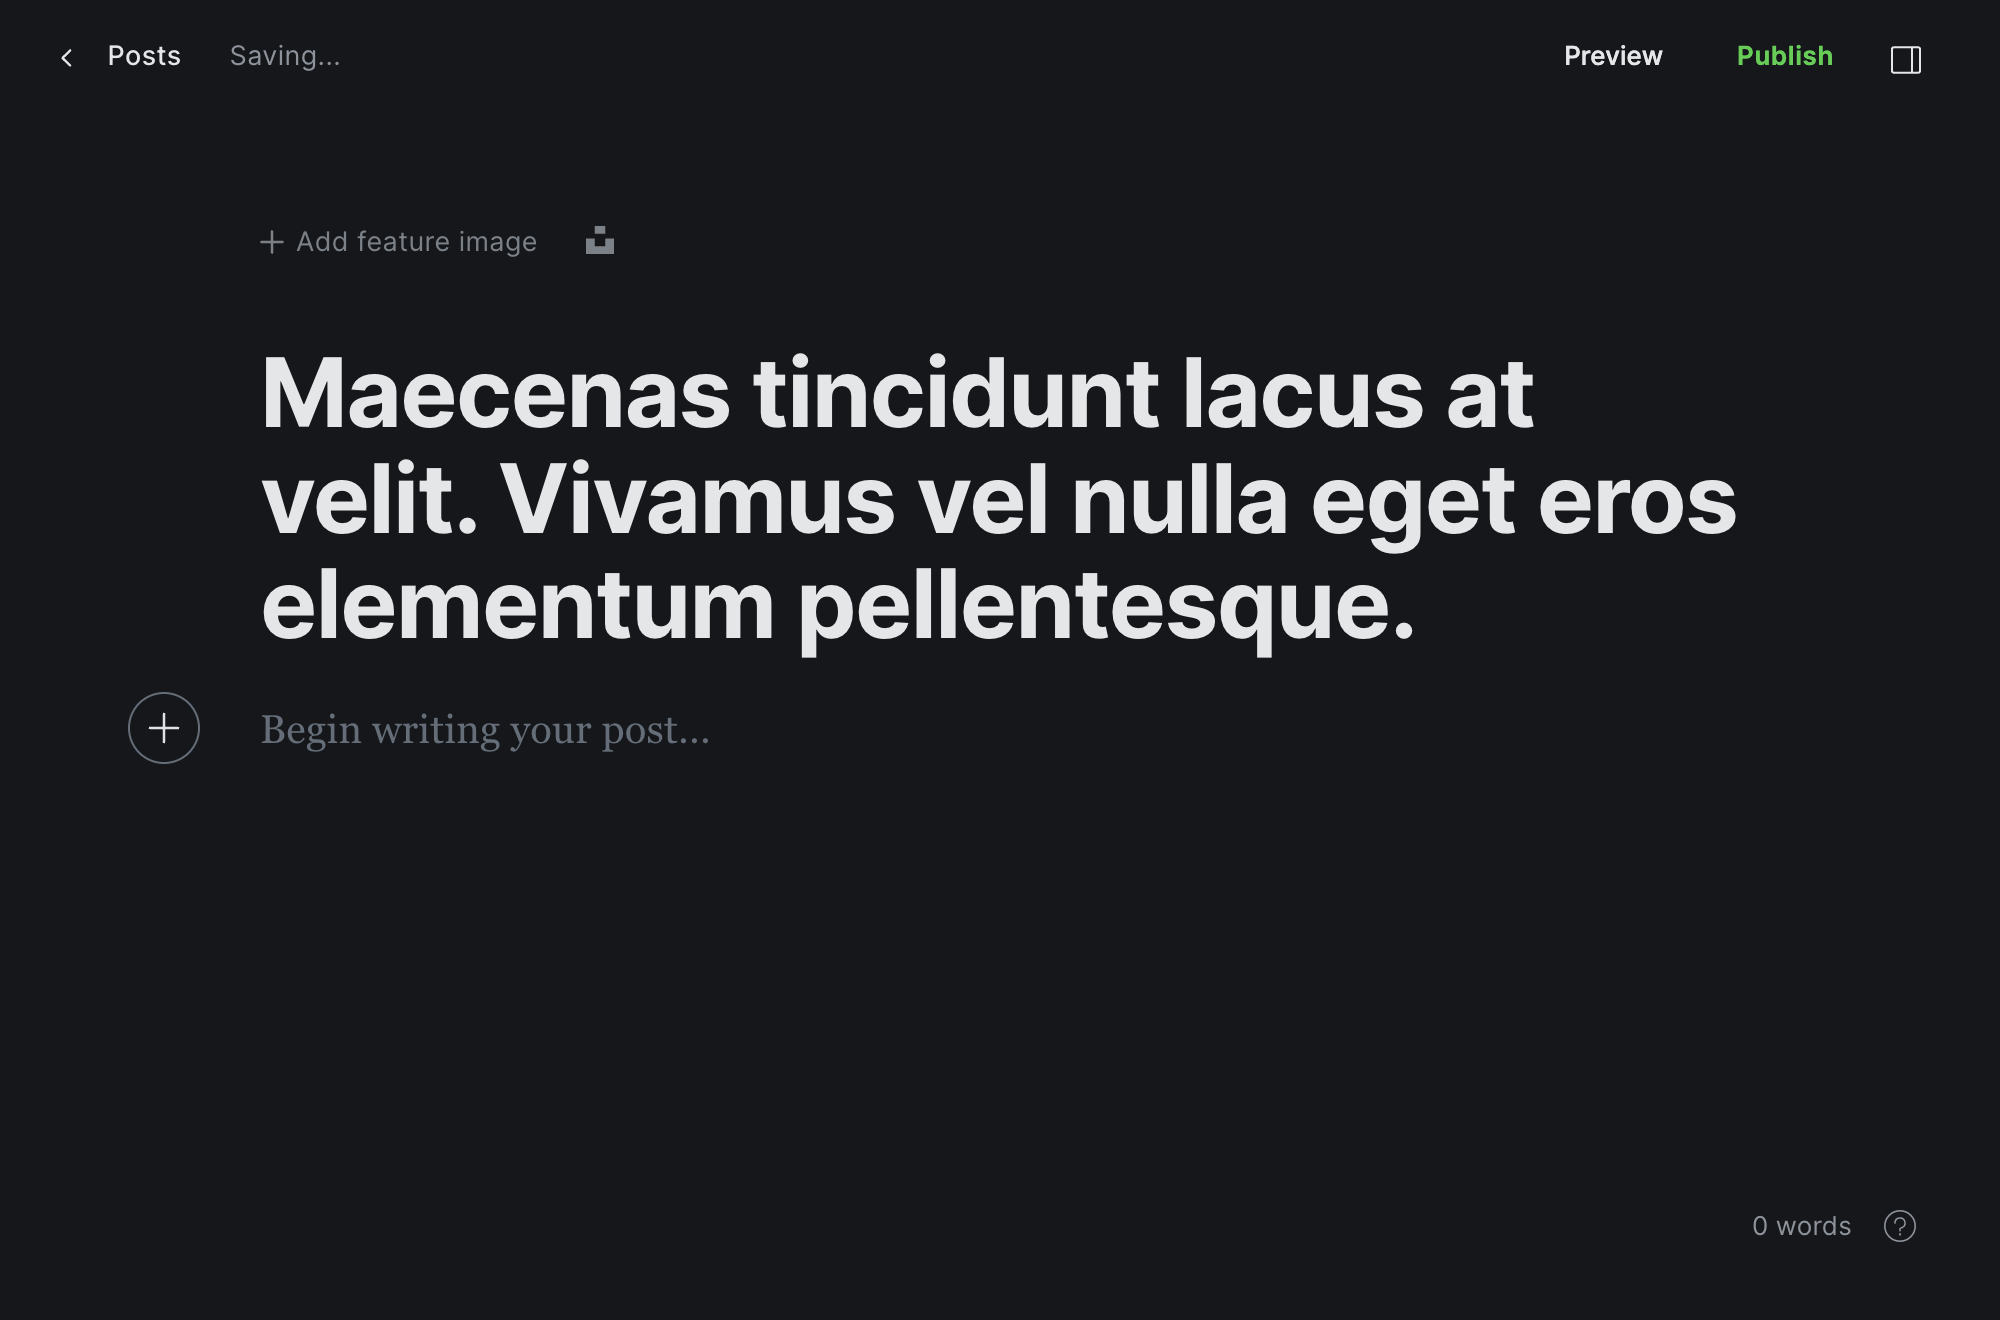 Posts
Saving...
Preview
Publish
Add feature image
Maecenas tincidunt lacus at
velit. Vivamus vel nulla eget eros
elementum pellentesque.
Begin writing your post...
0 words
?